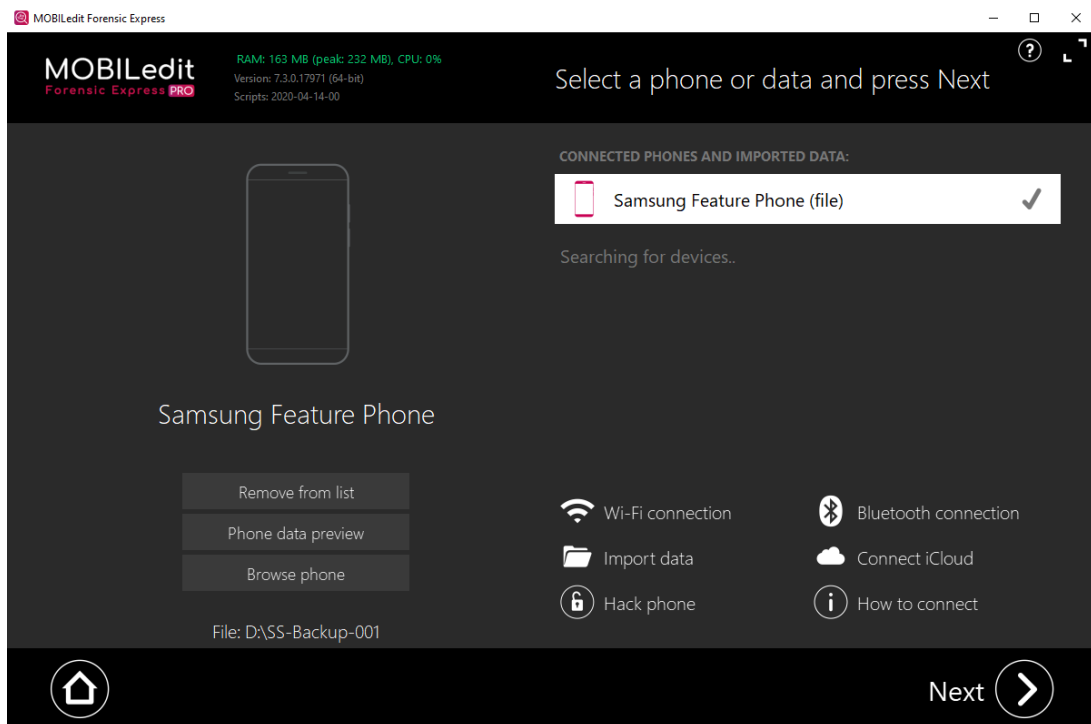 MOBILedit Forensic Express
MOBILedit
Forensic Express PRO
RAM: 163 MB (peak: 232 MB), CPU: 0%
Version: 7.3.0.17971 (64-bit)
Scripts: 2020-04-14-00
Select a phone or data and press Next
?
CONNECTED PHONES AND IMPORTED DATA:
Samsung Feature Phone (file)
Searching for devices..
Samsung Feature Phone
Remove from list
Phone data preview
Browse phone
File: D:\SS-Backup-001
Wi-Fi connection
Bluetooth connection
Import data
Connect iCloud
Hack phone
How to connect
Next